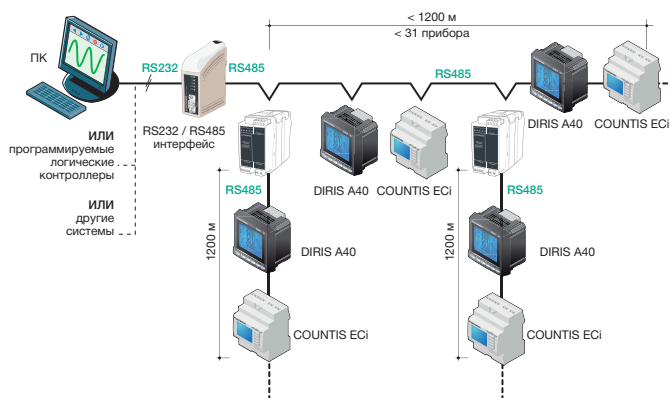 < 1200 м
< 31 прибора
ПК
RS232
RS485
RS485
RS232 / RS485
интерфейс
DIRIS A40
COUNTIS ECi
ИЛИ
программируемые
логические
контроллеры
ИЛИ
другие
системы
RS485
DIRIS A40
COUNTIS ECi
RS485
1200 м
DIRIS A40
COUNTIS ECi
1200 м
DIRIS A40
COUNTIS ECi